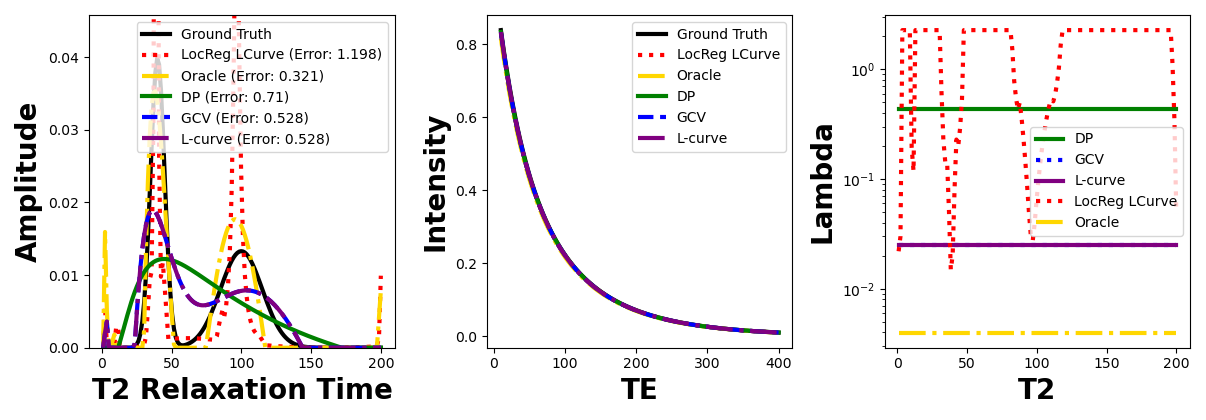 Amplitude
0.04
0.03
0.02
0.01
0.00
Ground Truth
LocReg LCurve (Error: 1.198)
Oracle (Error: 0.321)
DP (Error: 0.71)
GCV (Error: 0.528)
L-curve (Error: 0.528)
0 50 100 150 200
T2 Relaxation Time
Intensity
0.8
0.6
0.4
0.2
0.0
Ground Truth
LocReg LCurve
Oracle
DP
GCV
L-curve
0 100 200 300 400
TE
Lambda
10⁰
10⁻¹
10⁻²
DP
GCV
L-curve
LocReg LCurve
Oracle
0 50 100 150 200
T2